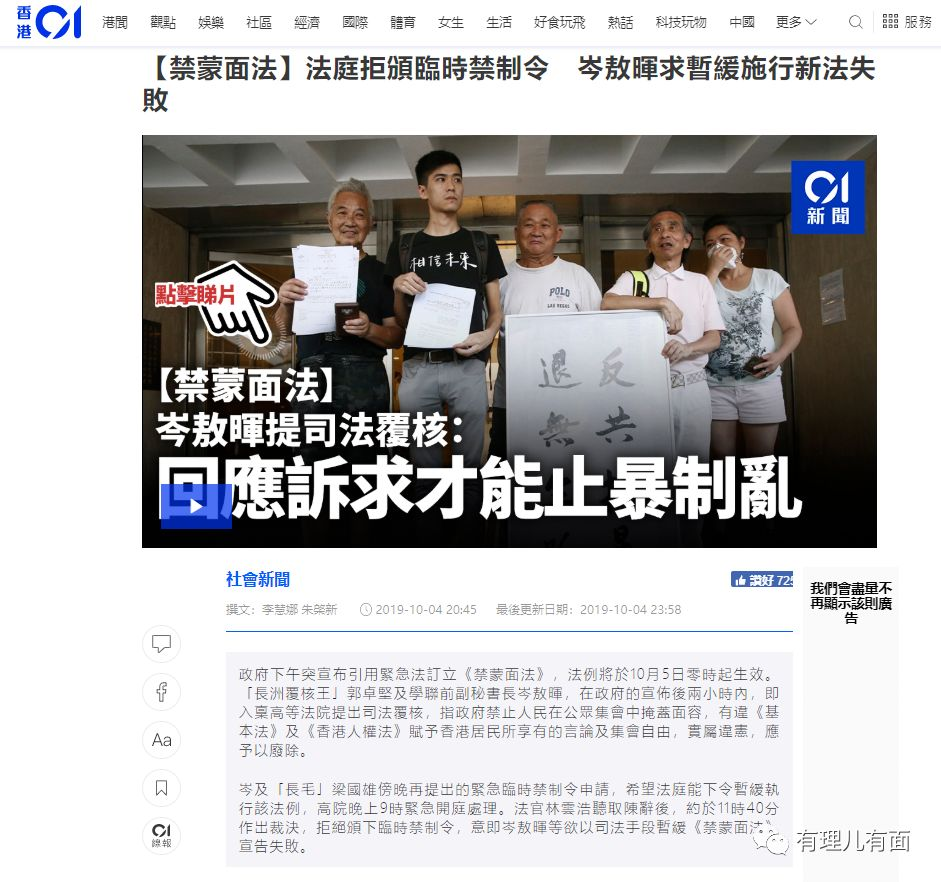 香港01 港聞 觀點 娛樂 社區 經濟 國際 體育 女生 生活 好食玩飛 熱話 科技玩物 中國 更多 服務
【禁蒙面法】法庭拒頒臨時禁制令 岑敖暉求暫緩施行新法失
敗
01
新聞
相信未來
POLO
LAS VEGAS
點擊睇片
退 反
無 共
【禁蒙面法】
岑敖暉提司法覆核：
回應訴求才能止暴制亂
社會新聞
讚好 725
撰文：李慧娜 朱棨新 2019-10-04 20:45 最後更新日期：2019-10-04 23:58
我們會盡量不
再顯示該則廣
告
政府下午突宣布引用緊急法訂立《禁蒙面法》，法例將於10月5日零時起生效。
「長洲覆核王」郭卓堅及學聯前副秘書長岑敖暉，在政府的宣佈後兩小時內，即
入稟高等法院提出司法覆核，指政府禁止人民在公眾集會中掩蓋面容，有違《基
本法》及《香港人權法》賦予香港居民所享有的言論及集會自由，實屬違憲，應
予以廢除。
岑及「長毛」梁國雄傍晚再提出的緊急臨時禁制令申請，希望法庭能下令暫緩執
行該法例，高院晚上9時緊急開庭處理。法官林雲浩聽取陳辭後，約於11時40分
作出裁決，拒絕頒下臨時禁制令，意即岑敖暉等欲以司法手段暫緩《禁蒙面法》
宣告失敗。
Aa
01
線報
有理儿有面